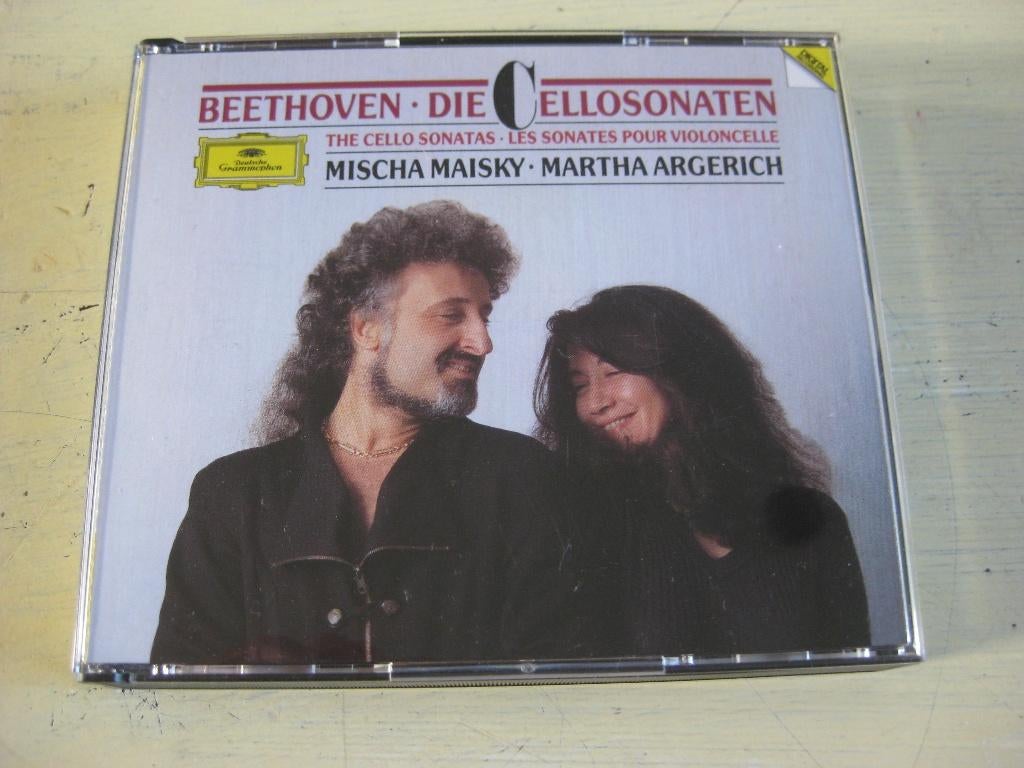 DIGITAL
BEETHOVEN · DIE CELLOSONATEN
THE CELLO SONATAS · LES SONATES POUR VIOLONCELLE
Deutsche
Grammophon
MISCHA MAISKY · MARTHA ARGERICH